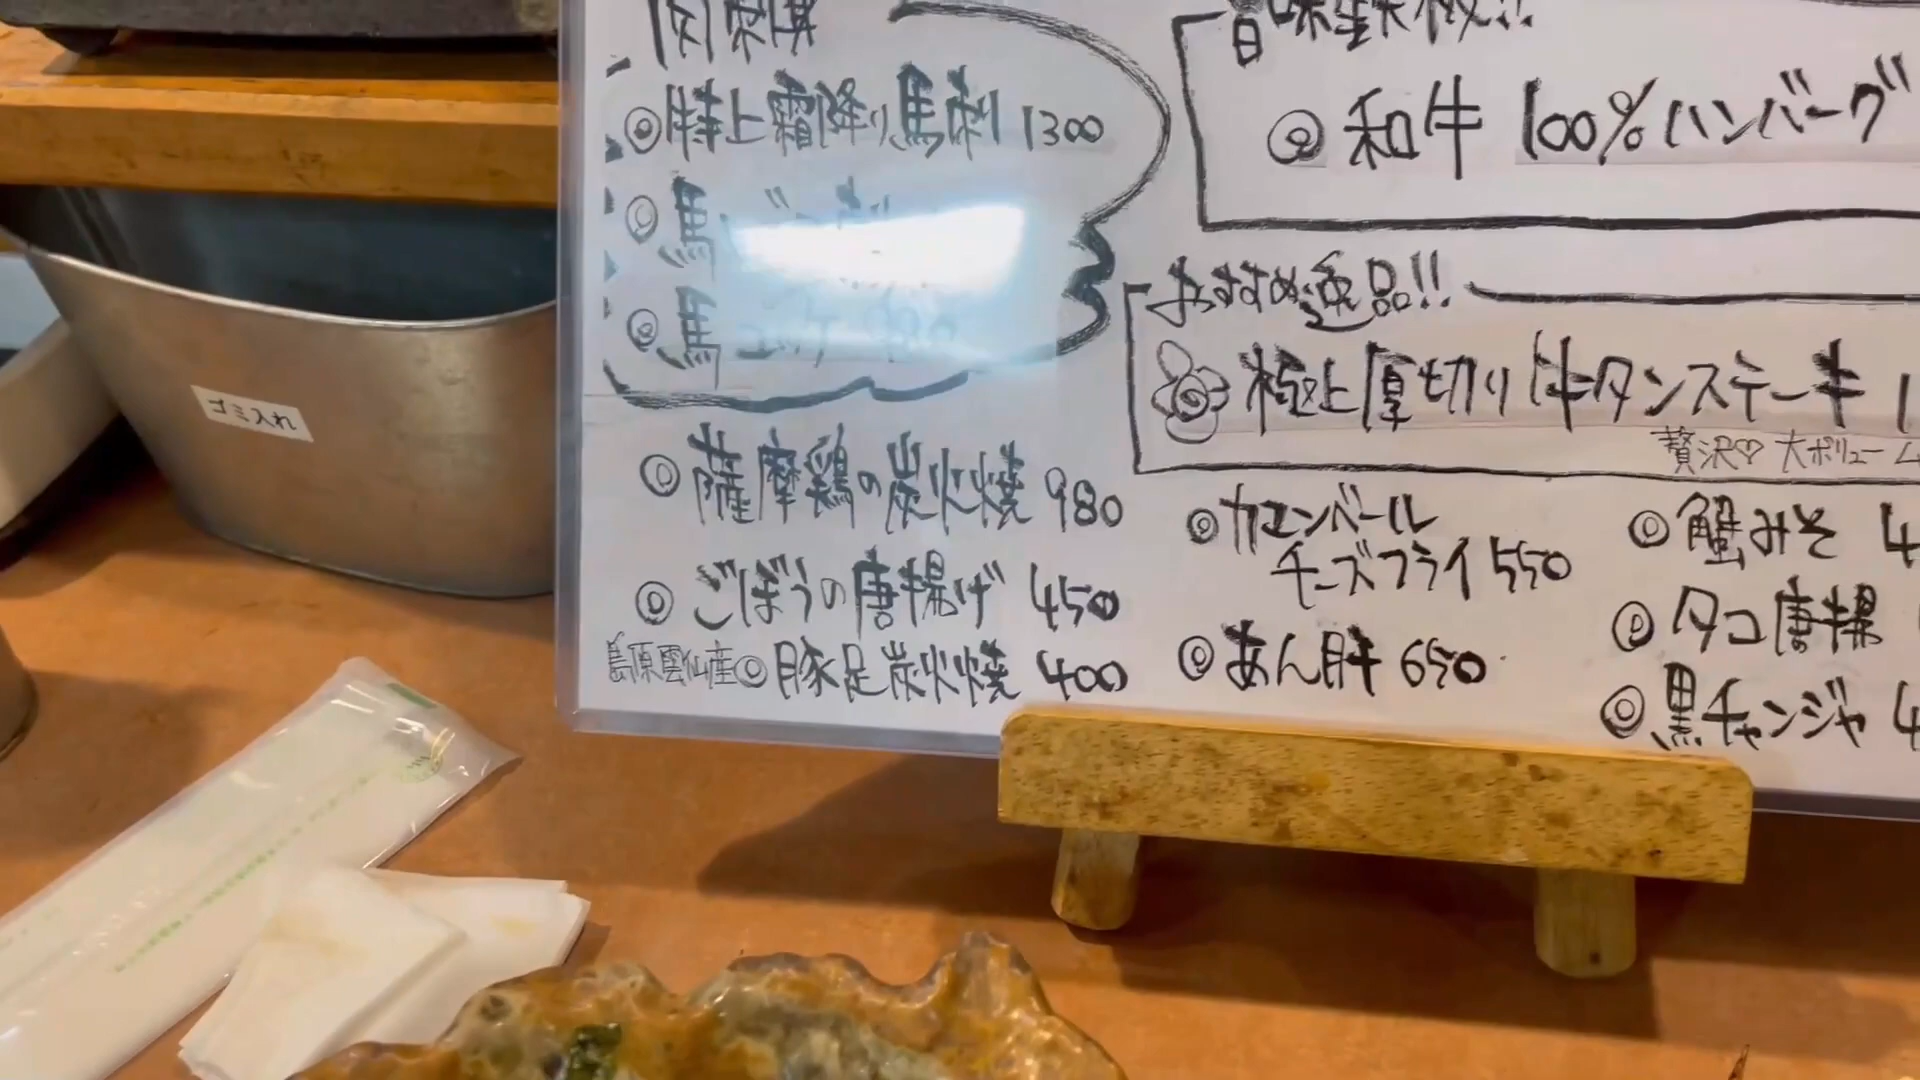 ◎特上霜降り馬刺 1300
◎馬
◎馬
◎薩摩鶏の炭火焼 980
◎ごぼうの唐揚げ 450
島原雲仙産◎豚足炭火焼 400
◎和牛 100%ハンバーグ
おすすめ逸品!!
極上厚切り牛タンステーキ
贅沢♡ 大ボリューム
◎カマンベール
チーズフライ 550
◎あん肝 650
◎蟹みそ
◎タコ唐揚
◎黒チャンジャ
ゴミ入れ